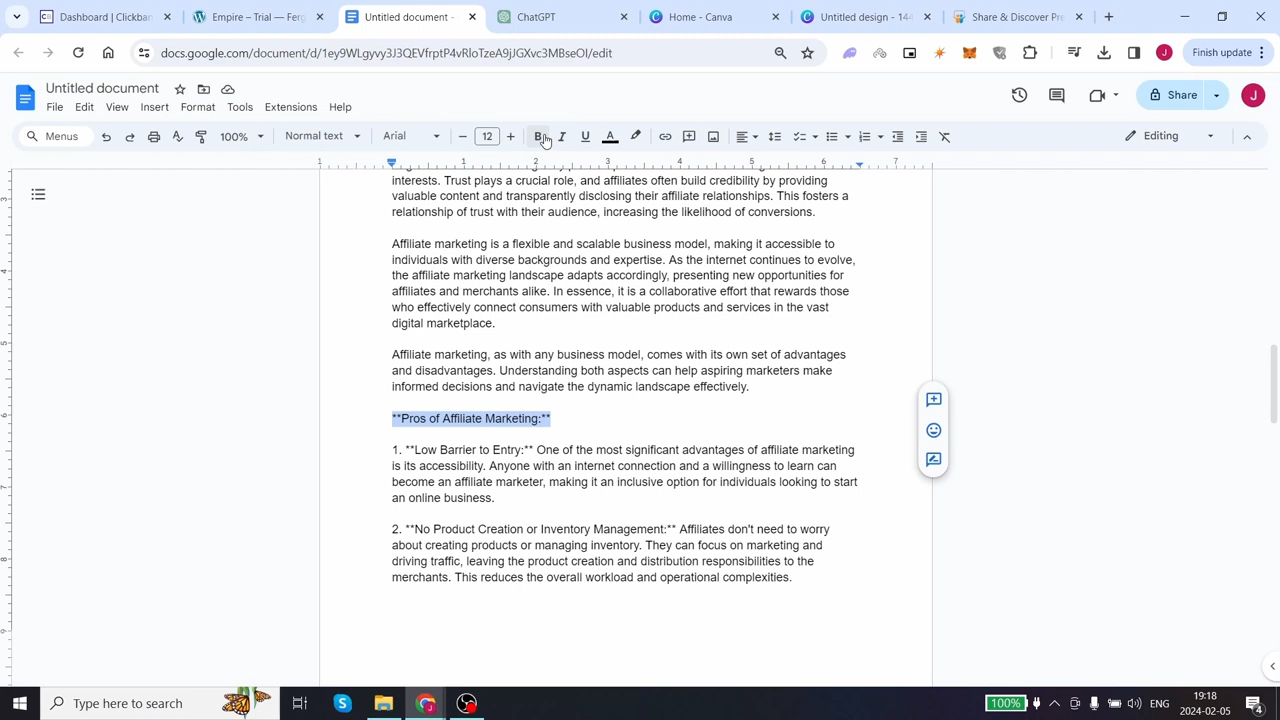 Dashboard | Clickban
Empire – Trial — Ferg
Untitled document -
ChatGPT
Home - Canva
Untitled design - 144
Share & Discover Pre
docs.google.com/document/d/1ey9WLgvvy3J3QEVfrptP4vRloTzeA9jJGXvc3MBseOI/edit
Finish update
Untitled document
File Edit View Insert Format Tools Extensions Help
Share
J
Menus 100% Normal text Arial 12 B I U A Editing
1 1 2 3 4 5 6 7
interests. Trust plays a crucial role, and affiliates often build credibility by providing
valuable content and transparently disclosing their affiliate relationships. This fosters a
relationship of trust with their audience, increasing the likelihood of conversions.
Affiliate marketing is a flexible and scalable business model, making it accessible to
individuals with diverse backgrounds and expertise. As the internet continues to evolve,
the affiliate marketing landscape adapts accordingly, presenting new opportunities for
affiliates and merchants alike. In essence, it is a collaborative effort that rewards those
who effectively connect consumers with valuable products and services in the vast
digital marketplace.
Affiliate marketing, as with any business model, comes with its own set of advantages
and disadvantages. Understanding both aspects can help aspiring marketers make
informed decisions and navigate the dynamic landscape effectively.
**Pros of Affiliate Marketing:**
1. **Low Barrier to Entry:** One of the most significant advantages of affiliate marketing
is its accessibility. Anyone with an internet connection and a willingness to learn can
become an affiliate marketer, making it an inclusive option for individuals looking to start
an online business.
2. **No Product Creation or Inventory Management:** Affiliates don't need to worry
about creating products or managing inventory. They can focus on marketing and
driving traffic, leaving the product creation and distribution responsibilities to the
merchants. This reduces the overall workload and operational complexities.
Type here to search
100%
ENG
19:18
2024-02-05